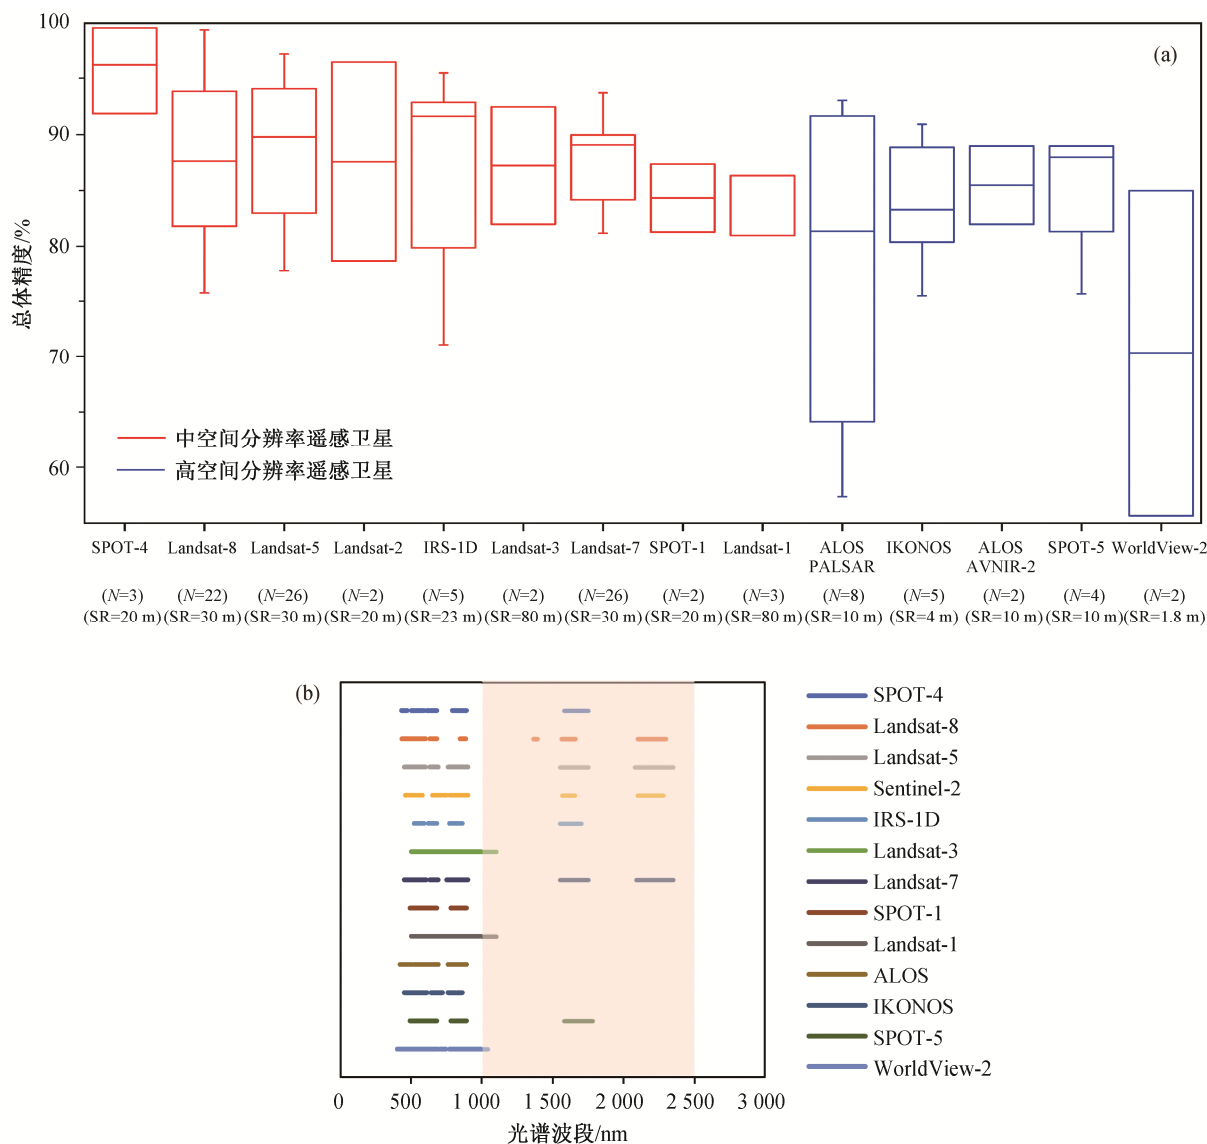 100
90
80
70
60
总体精度/%
(a)
中空间分辨率遥感卫星
高空间分辨率遥感卫星
SPOT-4 Landsat-8 Landsat-5 Landsat-2 IRS-1D Landsat-3 Landsat-7 SPOT-1 Landsat-1 ALOS IKONOS ALOS SPOT-5 WorldView-2
PALSAR AVNIR-2
(N=3) (N=22) (N=26) (N=2) (N=5) (N=2) (N=26) (N=2) (N=3) (N=8) (N=5) (N=2) (N=4) (N=2)
(SR=20 m) (SR=30 m) (SR=30 m) (SR=20 m) (SR=23 m) (SR=80 m) (SR=30 m) (SR=20 m) (SR=80 m) (SR=10 m) (SR=4 m) (SR=10 m) (SR=10 m) (SR=1.8 m)
(b)
SPOT-4
Landsat-8
Landsat-5
Sentinel-2
IRS-1D
Landsat-3
Landsat-7
SPOT-1
Landsat-1
ALOS
IKONOS
SPOT-5
WorldView-2
0 500 1 000 1 500 2 000 2 500 3 000
光谱波段/nm